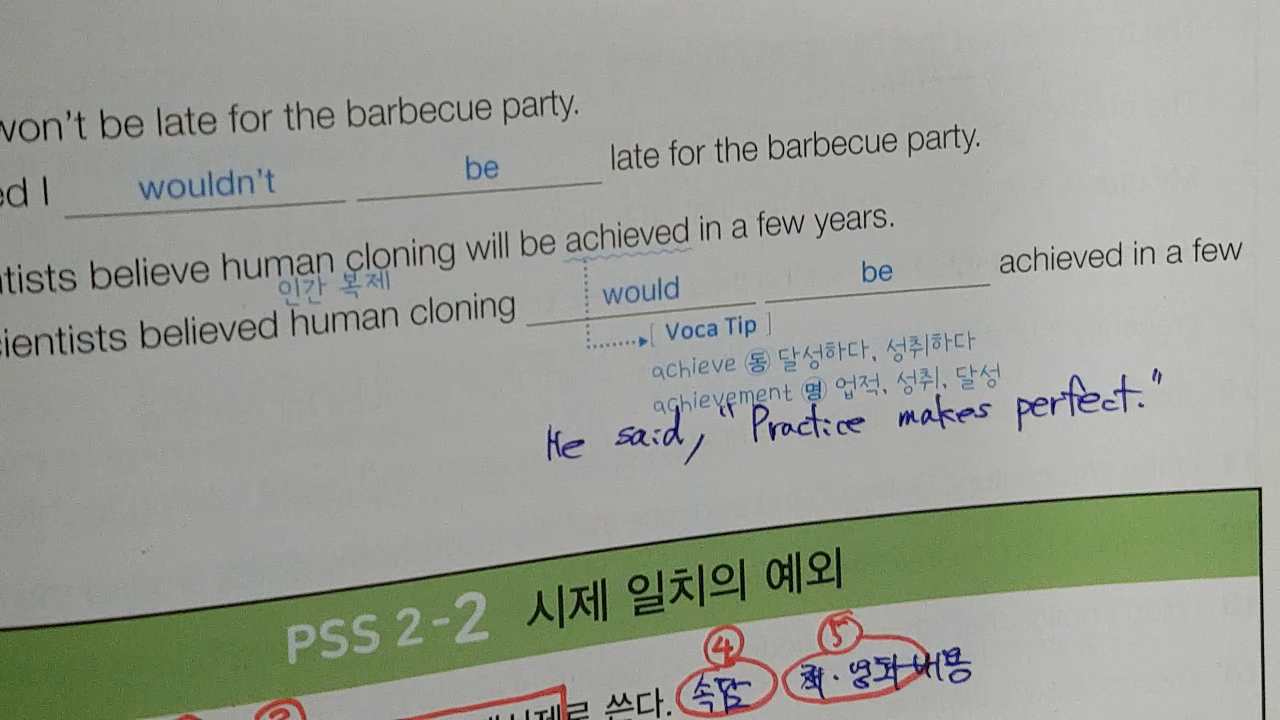 won't be late for the barbecue party.
ed I wouldn't be late for the barbecue party.
tists believe human cloning will be achieved in a few years.
인간 복제
ientists believed human cloning would be achieved in a few
[ Voca Tip ]
achieve 동 달성하다, 성취하다
achievement 명 업적, 성취, 달성
He said, "Practice makes perfect."
PSS 2-2 시제 일치의 예외
④ ⑤
로 쓴다. 속담 책·영화 내용